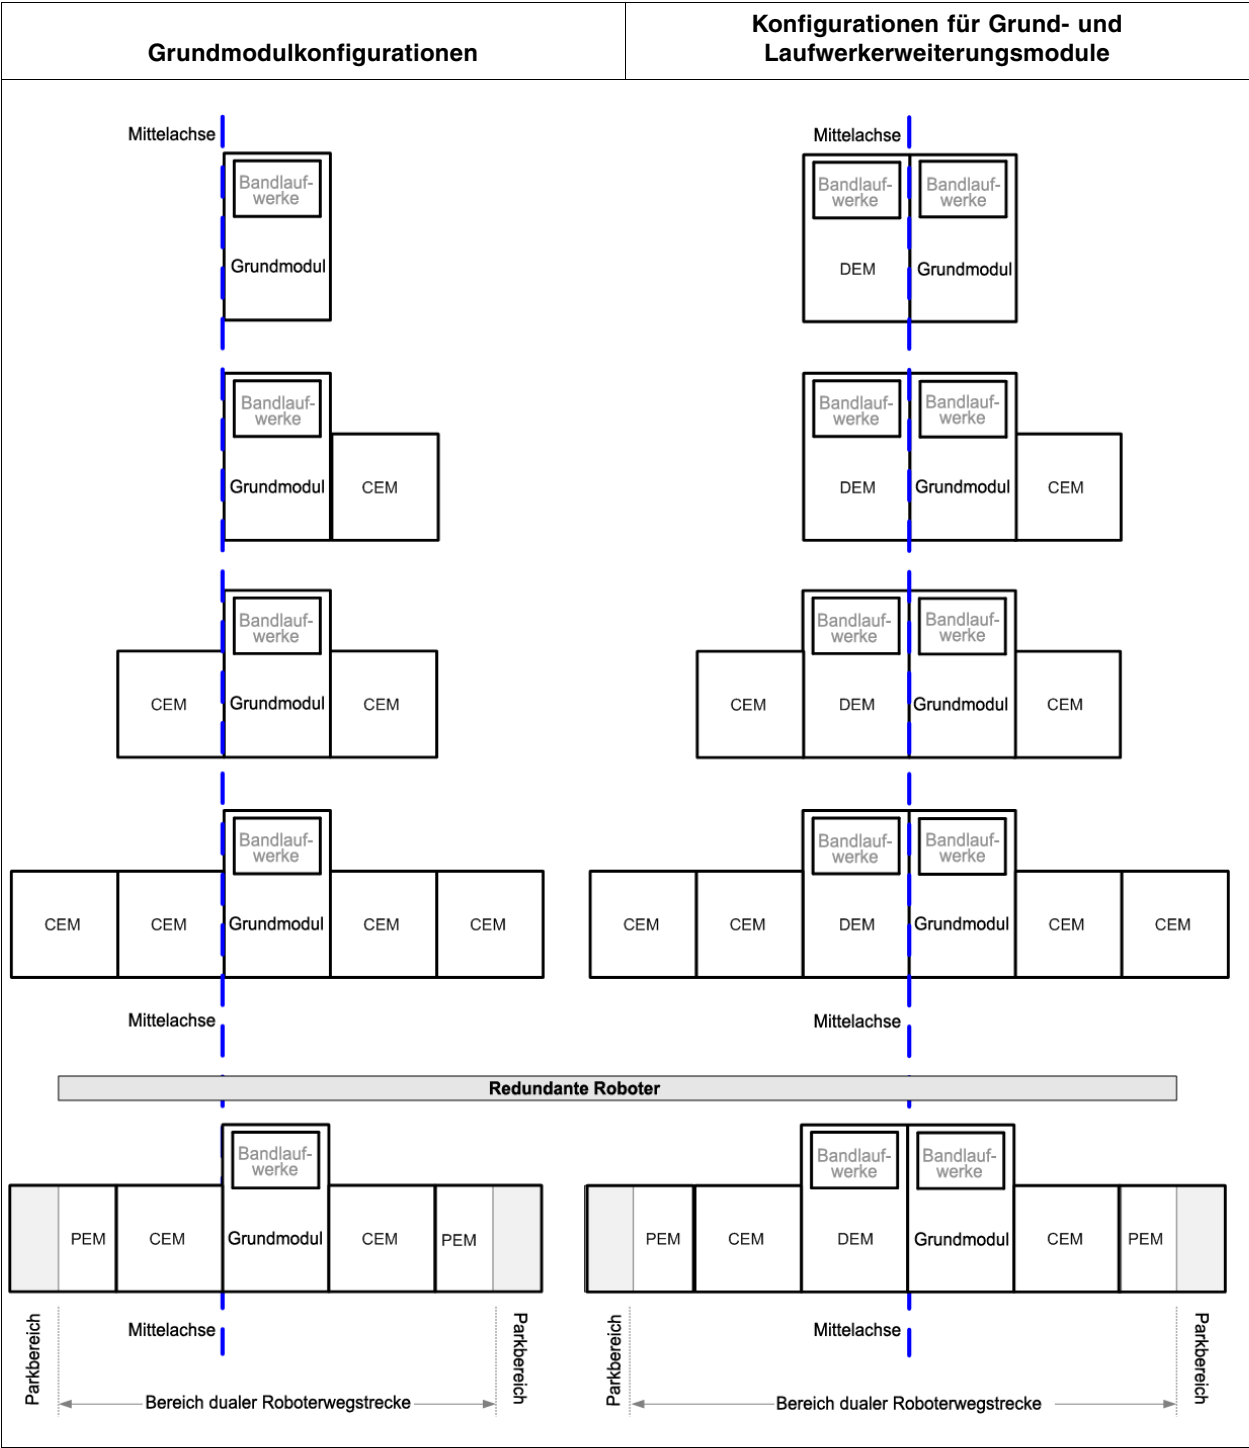 Grundmodulkonfigurationen
Konfigurationen für Grund- und
Laufwerkerweiterungsmodule
Mittelachse
Bandlauf-
werke
Grundmodul
Mittelachse
Bandlauf-
werke
Bandlauf-
werke
DEM
Grundmodul
Bandlauf-
werke
Grundmodul
CEM
Bandlauf-
werke
Bandlauf-
werke
DEM
Grundmodul
CEM
Bandlauf-
werke
CEM
Grundmodul
CEM
Bandlauf-
werke
Bandlauf-
werke
CEM
DEM
Grundmodul
CEM
Bandlauf-
werke
CEM
CEM
Grundmodul
CEM
CEM
Bandlauf-
werke
Bandlauf-
werke
CEM
CEM
DEM
Grundmodul
CEM
CEM
Mittelachse
Mittelachse
Redundante Roboter
Bandlauf-
werke
PEM
CEM
Grundmodul
CEM
PEM
Bandlauf-
werke
Bandlauf-
werke
PEM
CEM
DEM
Grundmodul
CEM
PEM
Parkbereich
Mittelachse
Parkbereich
Bereich dualer Roboterwegstrecke
Parkbereich
Mittelachse
Parkbereich
Bereich dualer Roboterwegstrecke